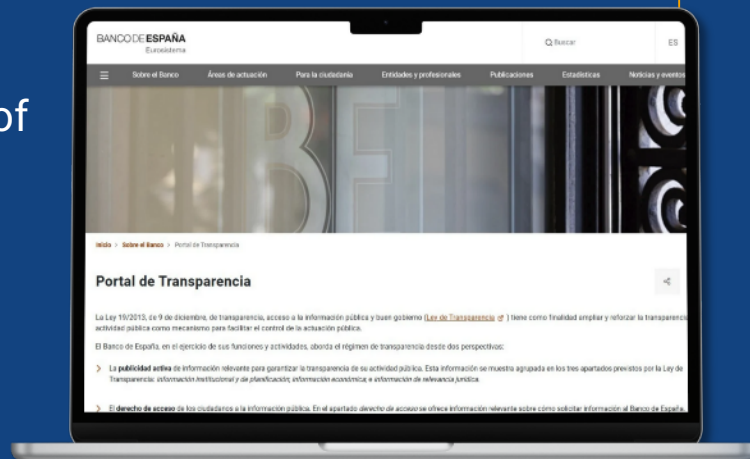 of
BANCODEESPAÑA
Eurosistema
Buscar
ES
Sobre el Banco Áreas de actuación Para la ciudadanía Entidades y profesionales Publicaciones Estadísticas Noticias y eventos
BE
Inicio > Sobre el Banco > Portal de Transparencia
Portal de Transparencia
La Ley 19/2013, de 9 de diciembre, de transparencia, acceso a la información pública y buen gobierno (Ley de Transparencia ) tiene como finalidad ampliar y reforzar la transparencia
actividad pública como mecanismo para facilitar el control de la actuación pública.
El Banco de España, en el ejercicio de sus funciones y actividades, aborda el régimen de transparencia desde dos perspectivas:
> La publicidad activa de información relevante para garantizar la transparencia de su actividad pública. Esta información se muestra agrupada en los tres apartados previstos por la Ley de
Transparencia: información institucional y de planificación; información económica; e información de relevancia jurídica.
> El derecho de acceso de los ciudadanos a la información pública. En el apartado derecho de acceso se ofrece información relevante sobre cómo solicitar información al Banco de España,